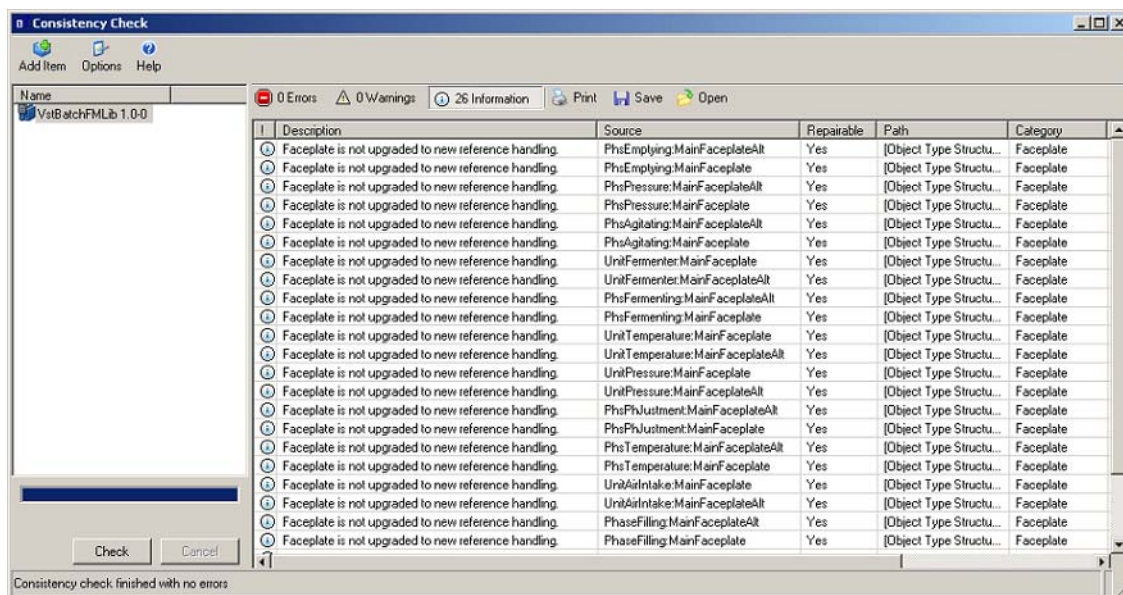 Consistency Check
Add Item Options Help
Name
VstBatchFMLib 1.0-0
0 Errors 0 Warnings 26 Information Print Save Open
! Description Source Repairable Path Category
Faceplate is not upgraded to new reference handling. PhsEmptying:MainFaceplateAlt Yes [Object Type Structu... Faceplate
Faceplate is not upgraded to new reference handling. PhsEmptying:MainFaceplate Yes [Object Type Structu... Faceplate
Faceplate is not upgraded to new reference handling. PhsPressure:MainFaceplateAlt Yes [Object Type Structu... Faceplate
Faceplate is not upgraded to new reference handling. PhsPressure:MainFaceplate Yes [Object Type Structu... Faceplate
Faceplate is not upgraded to new reference handling. PhsAgitating:MainFaceplateAlt Yes [Object Type Structu... Faceplate
Faceplate is not upgraded to new reference handling. PhsAgitating:MainFaceplate Yes [Object Type Structu... Faceplate
Faceplate is not upgraded to new reference handling. UnitFermenter:MainFaceplate Yes [Object Type Structu... Faceplate
Faceplate is not upgraded to new reference handling. UnitFermenter:MainFaceplateAlt Yes [Object Type Structu... Faceplate
Faceplate is not upgraded to new reference handling. PhsFermenting:MainFaceplateAlt Yes [Object Type Structu... Faceplate
Faceplate is not upgraded to new reference handling. PhsFermenting:MainFaceplate Yes [Object Type Structu... Faceplate
Faceplate is not upgraded to new reference handling. UnitTemperature:MainFaceplate Yes [Object Type Structu... Faceplate
Faceplate is not upgraded to new reference handling. UnitTemperature:MainFaceplateAlt Yes [Object Type Structu... Faceplate
Faceplate is not upgraded to new reference handling. UnitPressure:MainFaceplate Yes [Object Type Structu... Faceplate
Faceplate is not upgraded to new reference handling. UnitPressure:MainFaceplateAlt Yes [Object Type Structu... Faceplate
Faceplate is not upgraded to new reference handling. PhsPhJustment:MainFaceplateAlt Yes [Object Type Structu... Faceplate
Faceplate is not upgraded to new reference handling. PhsPhJustment:MainFaceplate Yes [Object Type Structu... Faceplate
Faceplate is not upgraded to new reference handling. PhsTemperature:MainFaceplateAlt Yes [Object Type Structu... Faceplate
Faceplate is not upgraded to new reference handling. PhsTemperature:MainFaceplate Yes [Object Type Structu... Faceplate
Faceplate is not upgraded to new reference handling. UnitAirIntake:MainFaceplate Yes [Object Type Structu... Faceplate
Faceplate is not upgraded to new reference handling. UnitAirIntake:MainFaceplateAlt Yes [Object Type Structu... Faceplate
Faceplate is not upgraded to new reference handling. PhaseFilling:MainFaceplateAlt Yes [Object Type Structu... Faceplate
Faceplate is not upgraded to new reference handling. PhaseFilling:MainFaceplate Yes [Object Type Structu... Faceplate
Check Cancel
Consistency check finished with no errors